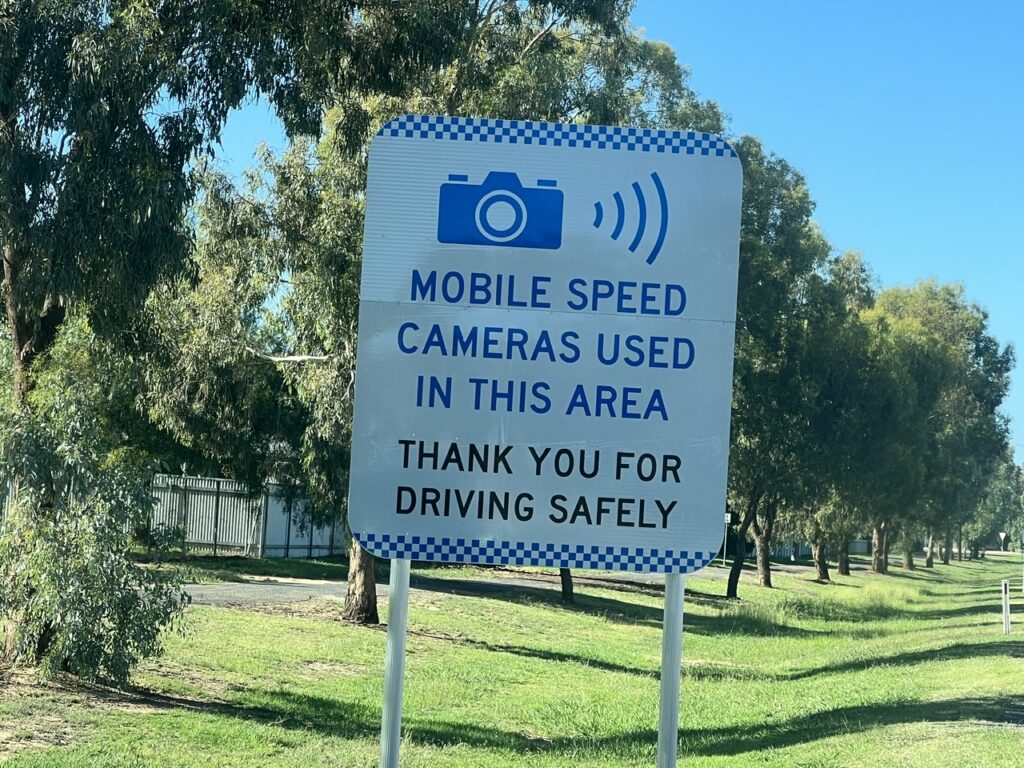 MOBILE SPEED
CAMERAS USED
IN THIS AREA
THANK YOU FOR
DRIVING SAFELY